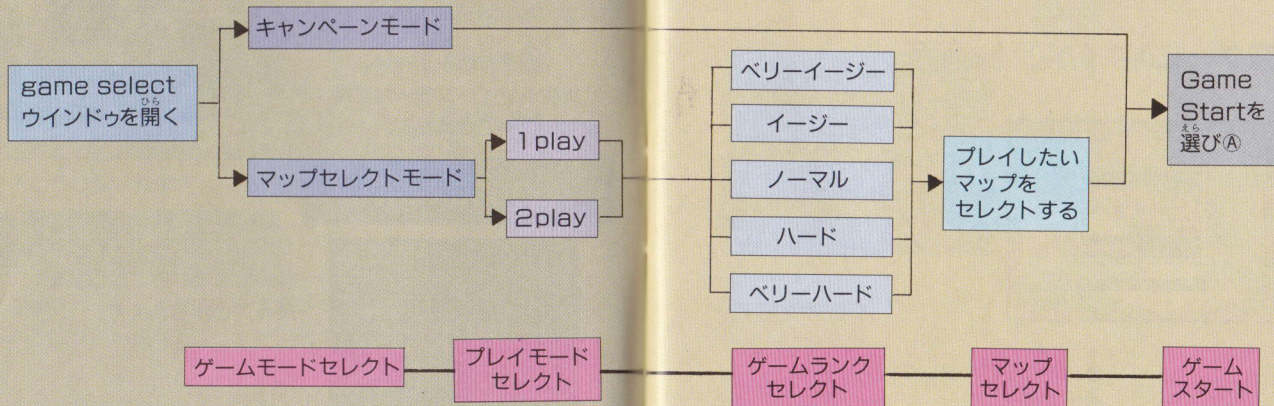 キャンペーンモード
game select
ウインドゥを開く
ひら
マップセレクトモード
1play
2play
ベリーイージー
イージー
ノーマル
ハード
ベリーハード
プレイしたい
マップを
セレクトする
Game
Startを
えら
選びⒶ
ゲームモードセレクト
プレイモード
セレクト
ゲームランク
セレクト
マップ
セレクト
ゲーム
スタート